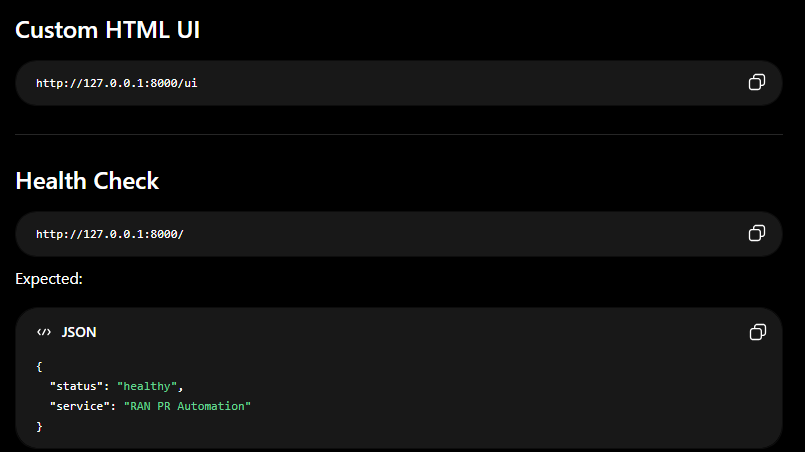 Custom HTML UI
http://127.0.0.1:8000/ui
Health Check
http://127.0.0.1:8000/
Expected:
</> JSON
{
  "status": "healthy",
  "service": "RAN PR Automation"
}